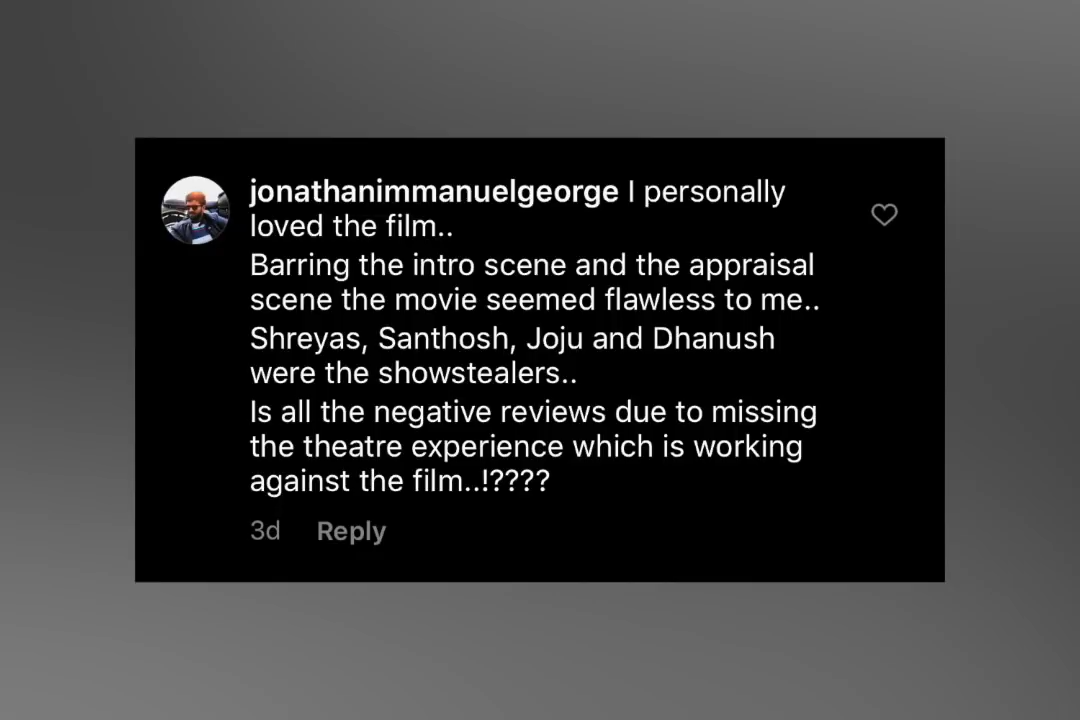 jonathanimmanuelgeorge I personally
loved the film..
Barring the intro scene and the appraisal
scene the movie seemed flawless to me..
Shreyas, Santhosh, Joju and Dhanush
were the showstealers..
Is all the negative reviews due to missing
the theatre experience which is working
against the film..!????
3d Reply